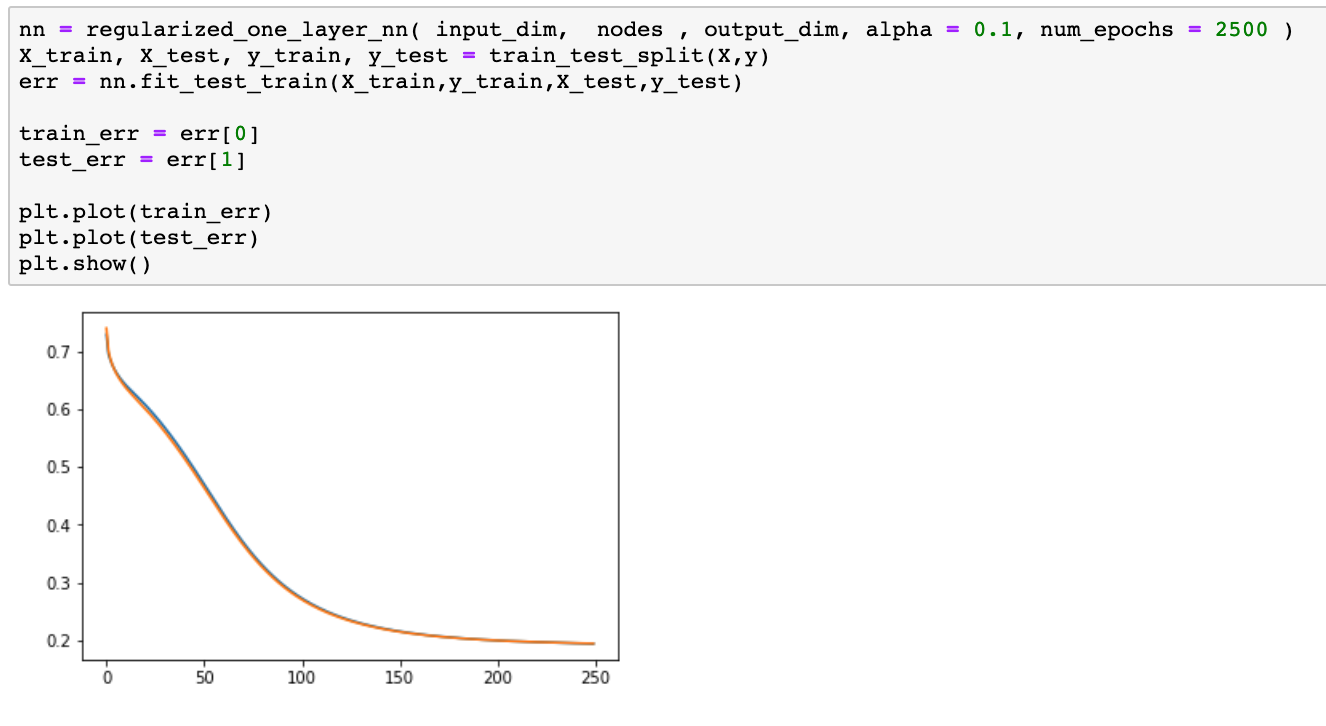 nn = regularized_one_layer_nn( input_dim,  nodes , output_dim, alpha = 0.1, num_epochs = 2500 )
X_train, X_test, y_train, y_test = train_test_split(X,y)
err = nn.fit_test_train(X_train,y_train,X_test,y_test)
train_err = err[0]
test_err = err[1]
plt.plot(train_err)
plt.plot(test_err)
plt.show()
0.7
0.6
0.5
0.4
0.3
0.2
0 50 100 150 200 250